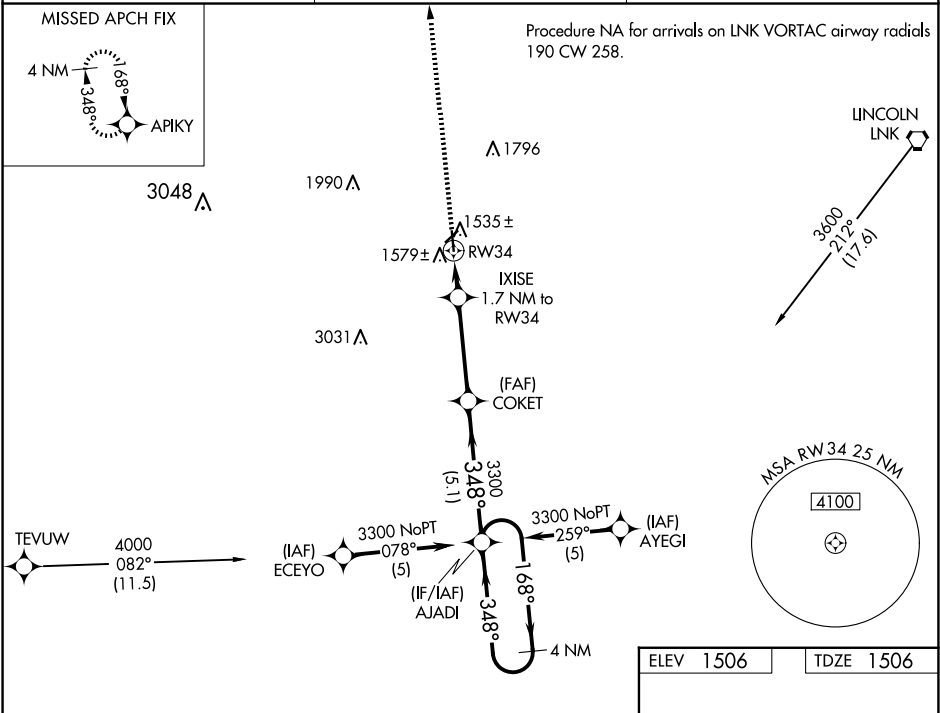 MISSED APCH FIX
4 NM
168°
348°
APIKY
Procedure NA for arrivals on LNK VORTAC airway radials
190 CW 258.
LINCOLN
LNK
3600
212°
(17.6)
1796
1990
3048
1535 ±
1579 ±
RW34
IXISE
1.7 NM to
RW34
3031
(FAF)
COKET
3300
348°
(5.1)
MSA RW34 25 NM
4100
TEVUW
4000
082°
(11.5)
(IAF)
ECEYO
3300 NoPT
078°
(5)
3300 NoPT
259°
(5)
(IAF)
AYEGI
(IF/IAF)
AJADI
348°
168°
4 NM
ELEV 1506
TDZE 1506